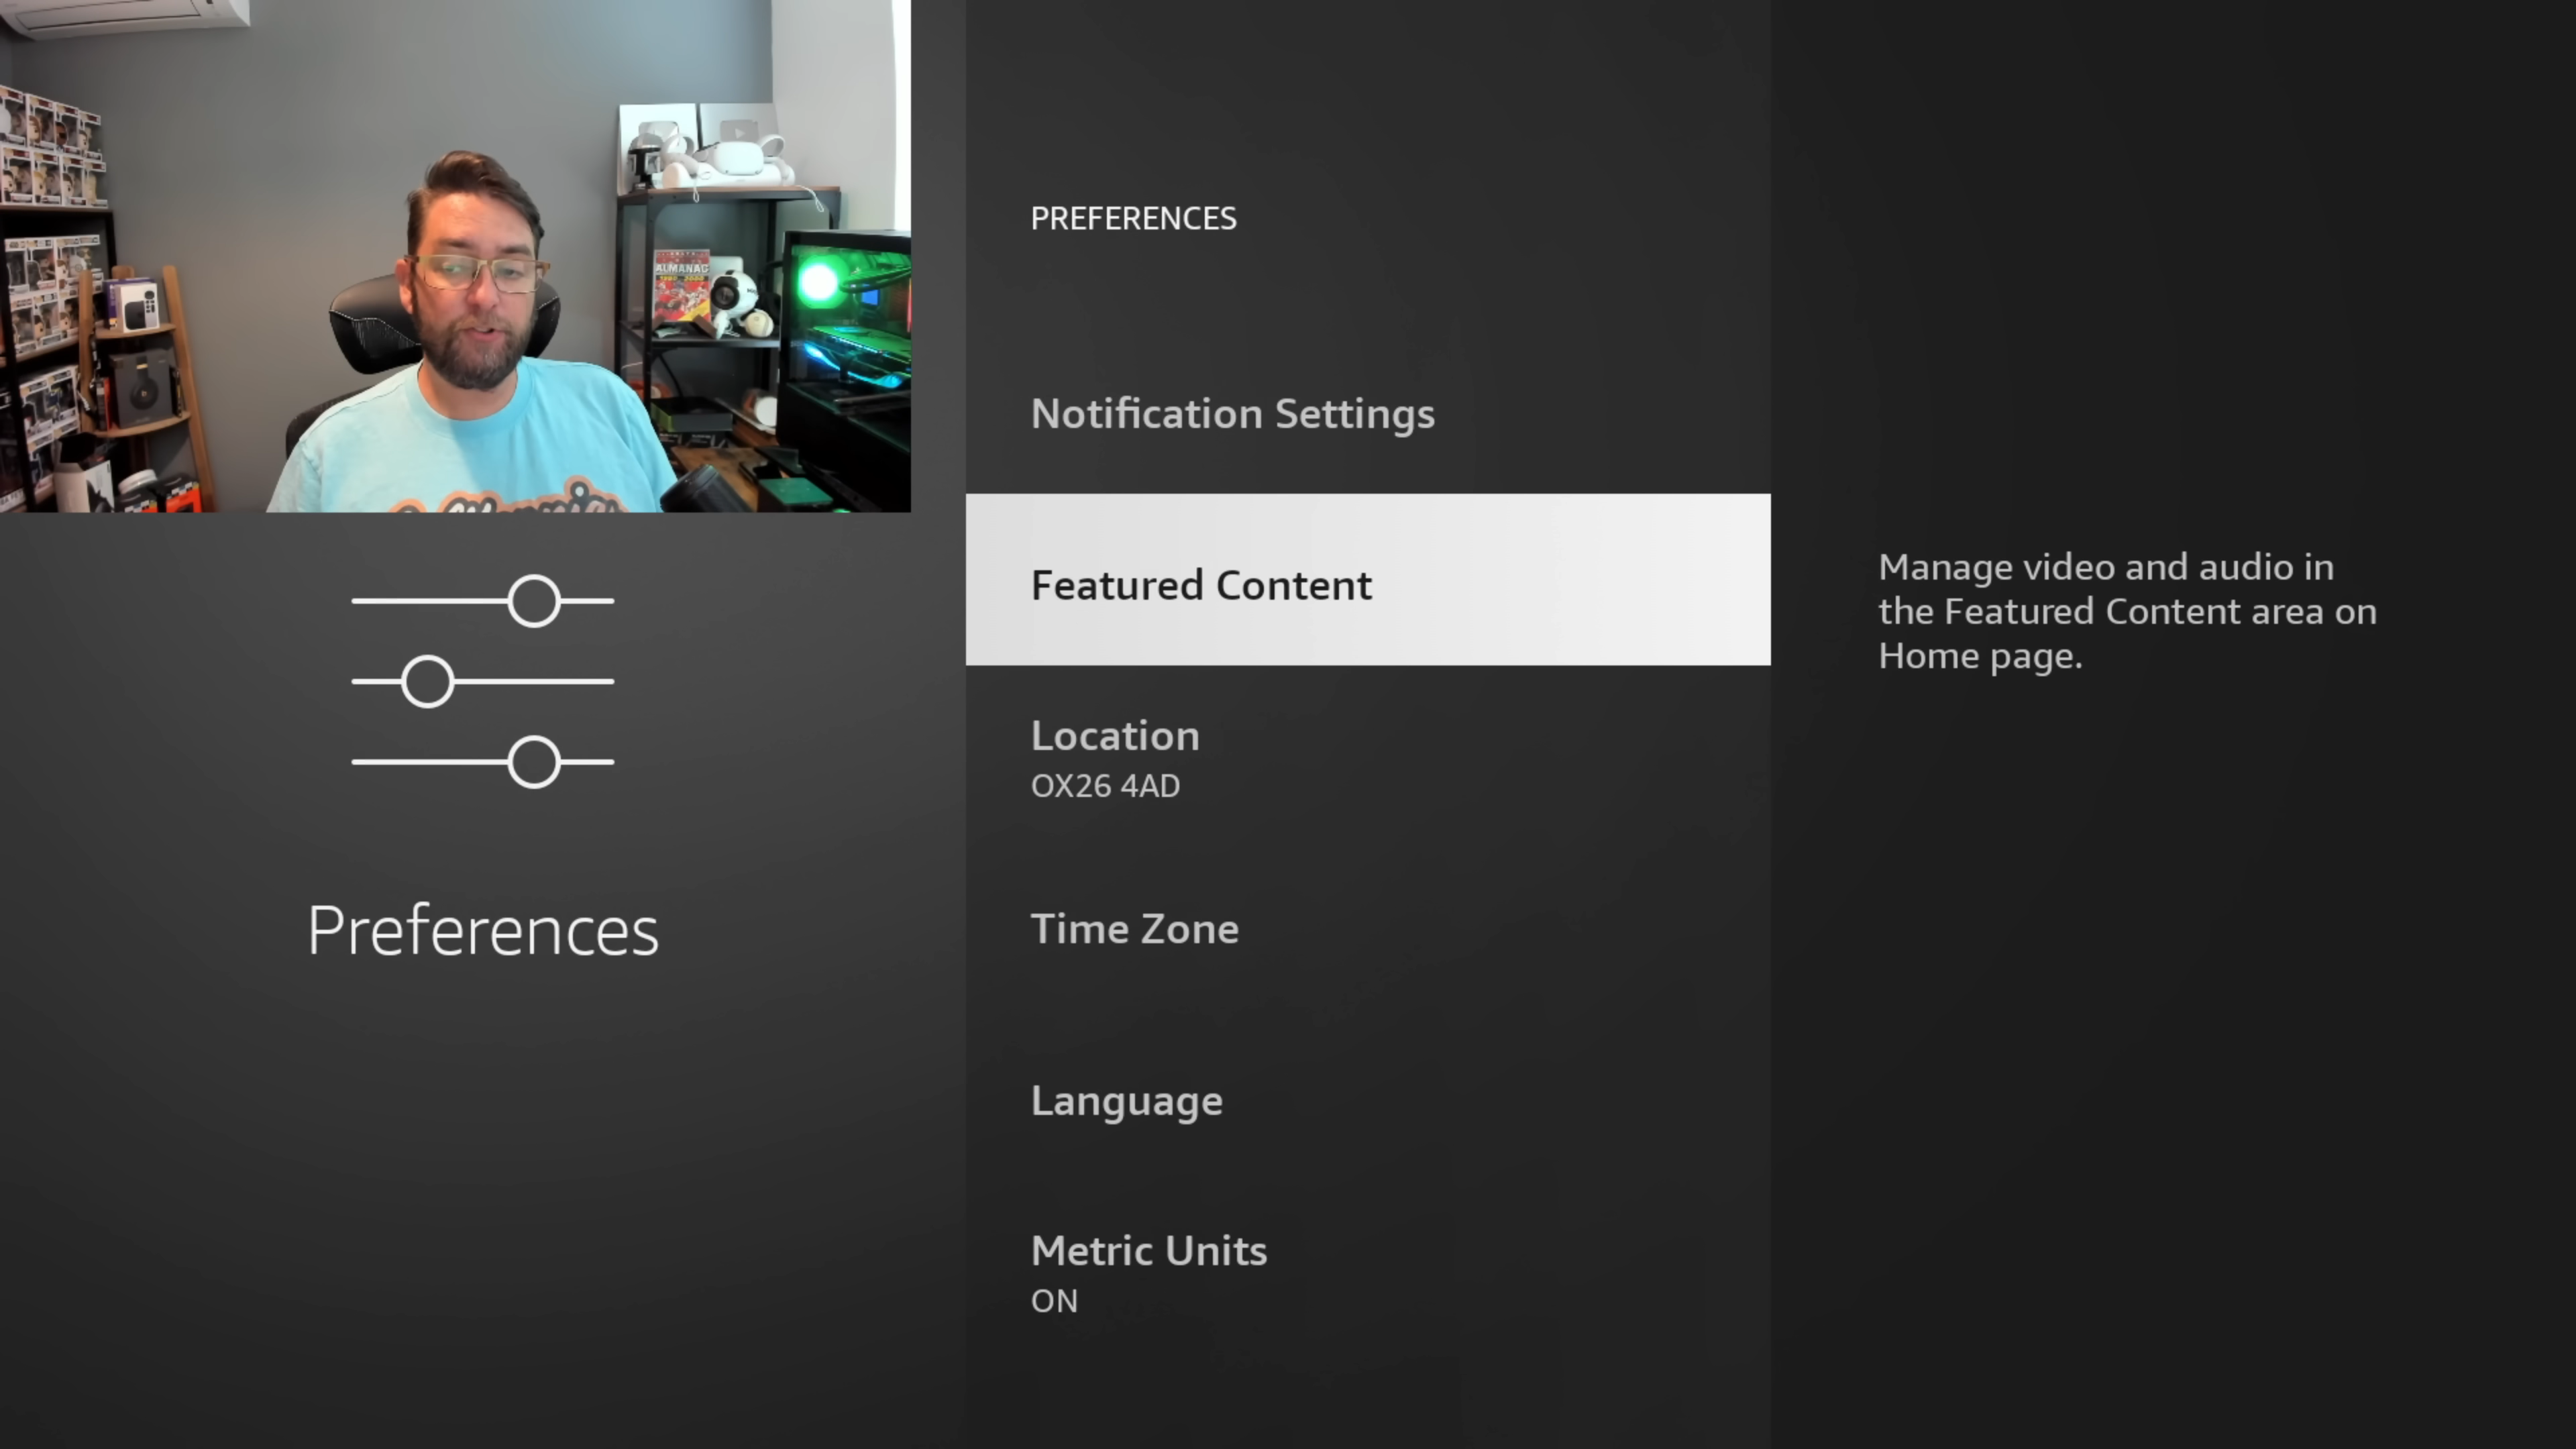 ALMANAC
PREFERENCES
Notification Settings
Featured Content
Manage video and audio in
the Featured Content area on
Home page.
Location
OX26 4AD
Time Zone
Language
Metric Units
ON
Preferences